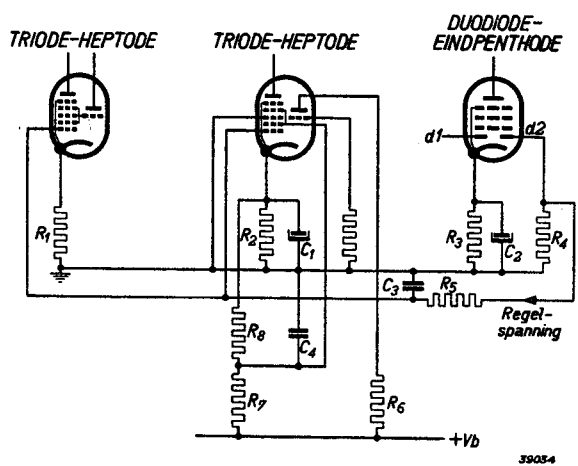 TRIODE-HEPTODE
TRIODE-HEPTODE
DUODIODE-
EINDPENTHODE
d1
d2
R1
R2
C1
R3
C2
R4
C3
R5
Regel-
spanning
R8
C4
R7
R6
+Vb
39034